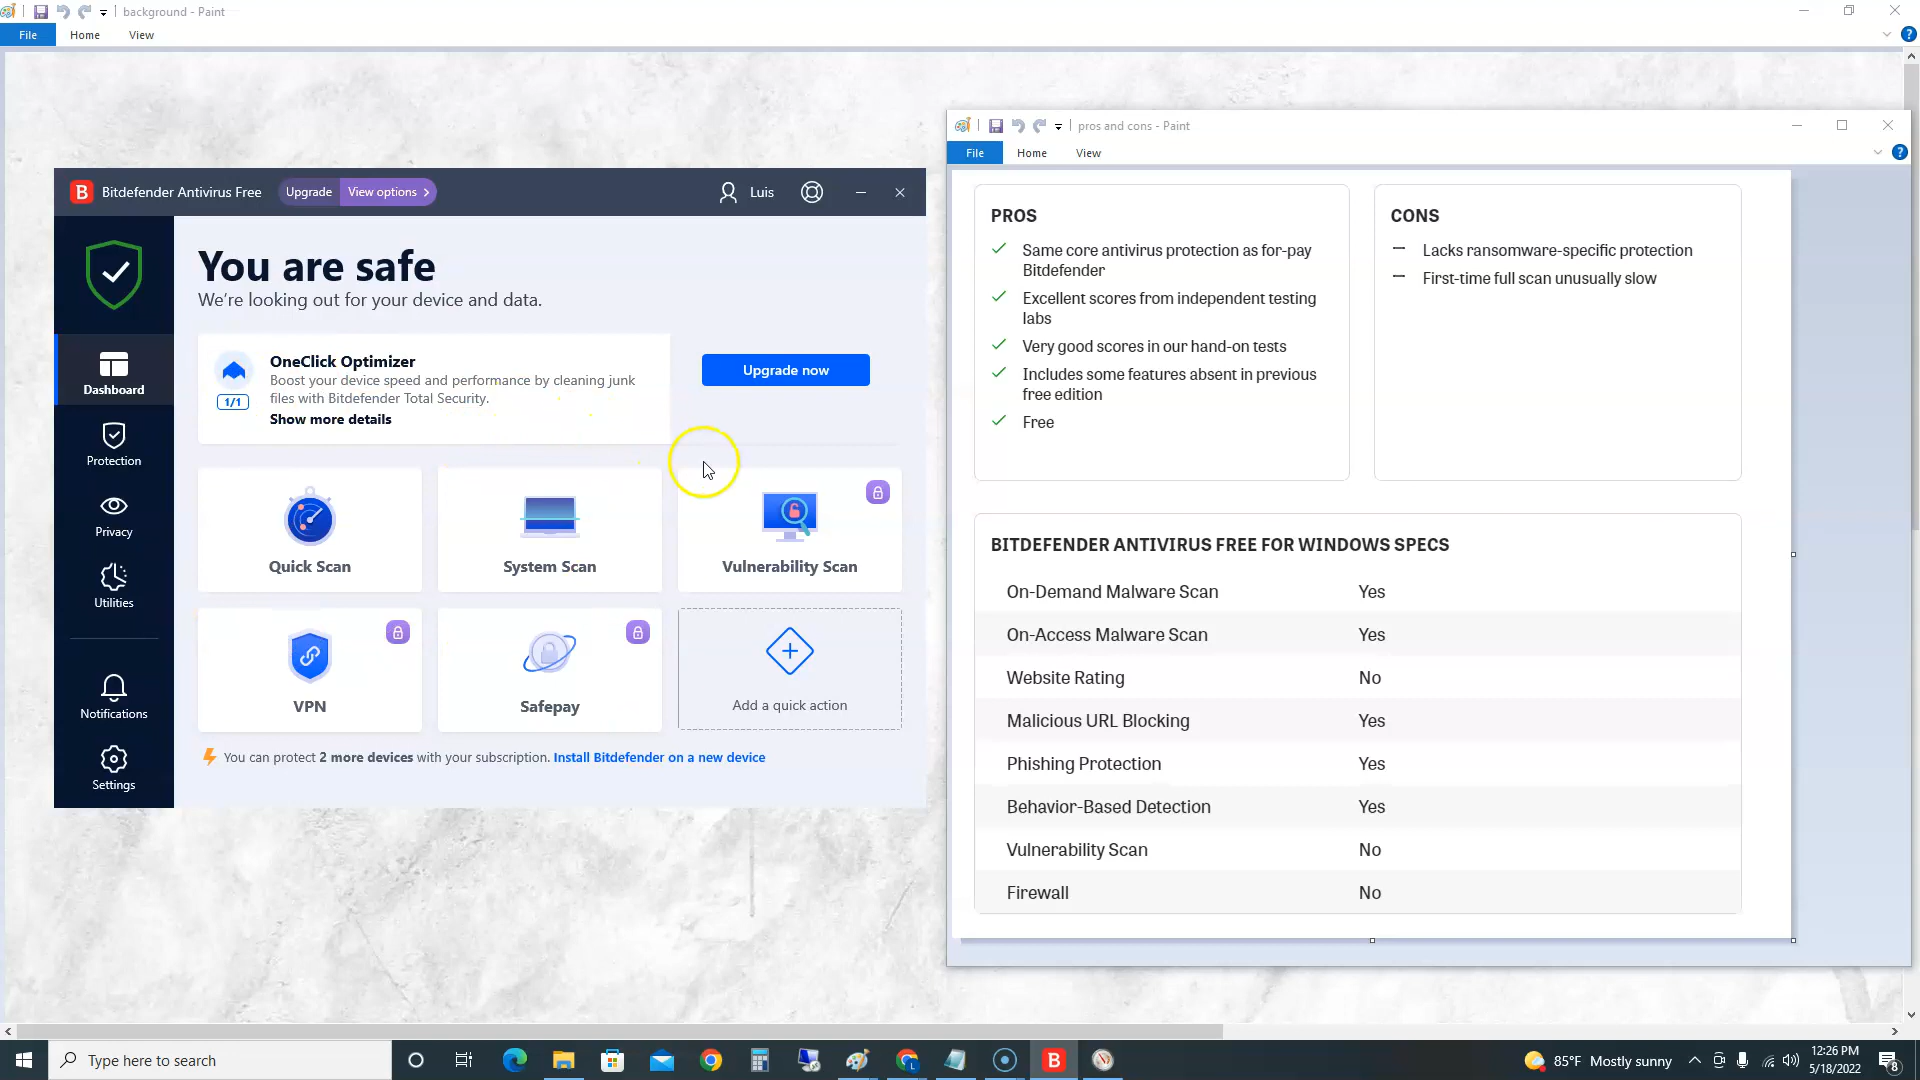 background - Paint
File Home View
Bitdefender Antivirus Free Upgrade View options Luis
You are safe
We're looking out for your device and data.
OneClick Optimizer
Boost your device speed and performance by cleaning junk
files with Bitdefender Total Security.
1/1
Show more details
Upgrade now
Dashboard
Protection
Privacy
Utilities
Notifications
Settings
Quick Scan
System Scan
Vulnerability Scan
VPN
Safepay
Add a quick action
You can protect 2 more devices with your subscription. Install Bitdefender on a new device
pros and cons - Paint
File Home View
PROS
Same core antivirus protection as for-pay
Bitdefender
Excellent scores from independent testing
labs
Very good scores in our hand-on tests
Includes some features absent in previous
free edition
Free
CONS
Lacks ransomware-specific protection
First-time full scan unusually slow
BITDEFENDER ANTIVIRUS FREE FOR WINDOWS SPECS
On-Demand Malware Scan Yes
On-Access Malware Scan Yes
Website Rating No
Malicious URL Blocking Yes
Phishing Protection Yes
Behavior-Based Detection Yes
Vulnerability Scan No
Firewall No
Type here to search
85°F Mostly sunny
12:26 PM
5/18/2022
8